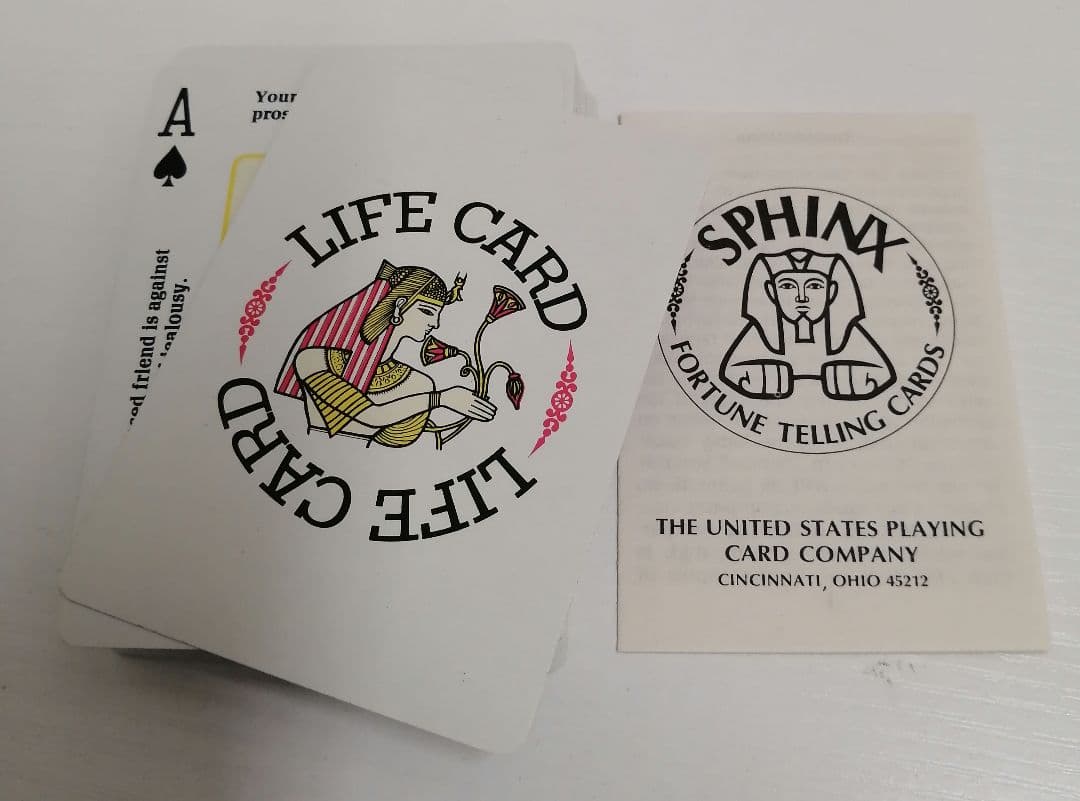 A
Your
friend is against
jealousy.
LIFE CARD
LIFE CARD
SPHINX
FORTUNE TELLING CARDS
THE UNITED STATES PLAYING
CARD COMPANY
CINCINNATI, OHIO 45212